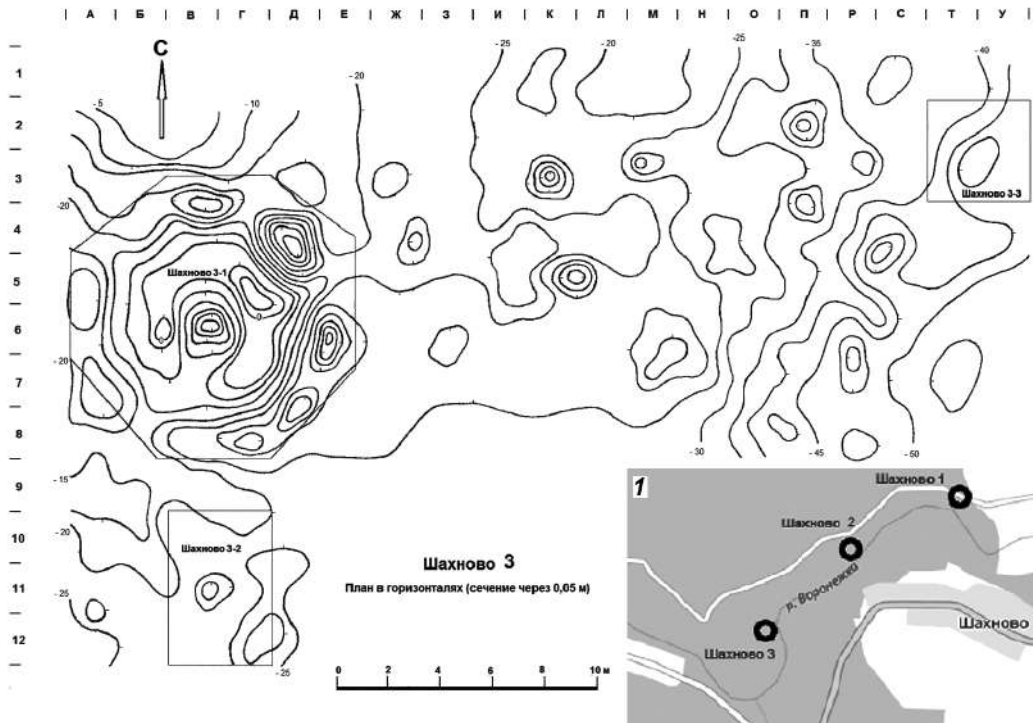 А | Б | В | Г | Д | Е | Ж | З | И | К | Л | М | Н | О | П | Р | С | Т | У
С
1
2
3
4
5
6
7
8
9
10
11
12
-5
-10
-20
-25
-20
-25
-35
-40
-20
-20
-15
-20
-25
-25
-30
-45
-50
0
0
Шахново 3-1
Шахново 3-2
Шахново 3-3
Шахново 3
План в горизонталях (сечение через 0,05 м)
0 2 4 6 8 10 м
1
Шахново 1
Шахново 2
р. Воронежка
Шахново
Шахново 3